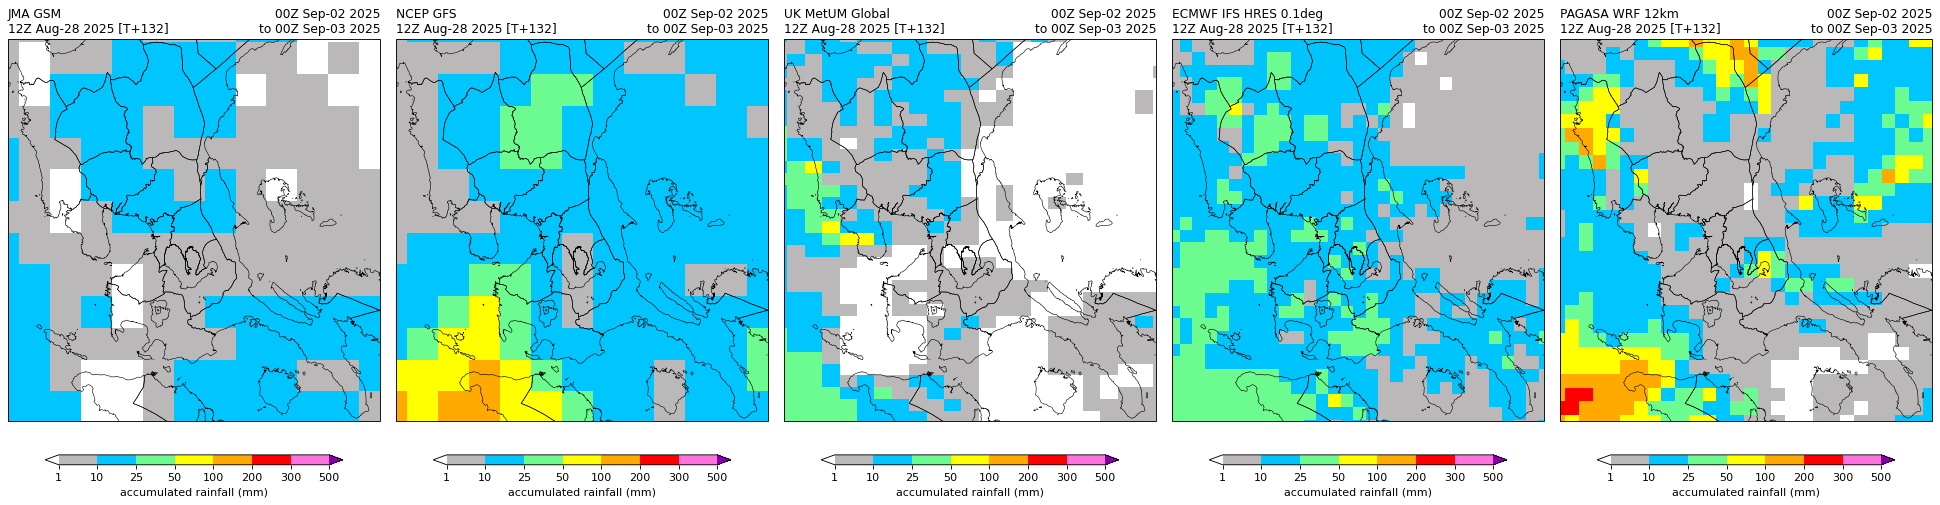 JMA GSM 00Z Sep-02 2025
12Z Aug-28 2025 [T+132] to 00Z Sep-03 2025
NCEP GFS 00Z Sep-02 2025
12Z Aug-28 2025 [T+132] to 00Z Sep-03 2025
UK MetUM Global 00Z Sep-02 2025
12Z Aug-28 2025 [T+132] to 00Z Sep-03 2025
ECMWF IFS HRES 0.1deg 00Z Sep-02 2025
12Z Aug-28 2025 [T+132] to 00Z Sep-03 2025
PAGASA WRF 12km 00Z Sep-02 2025
12Z Aug-28 2025 [T+132] to 00Z Sep-03 2025
1 10 25 50 100 200 300 500
accumulated rainfall (mm)
1 10 25 50 100 200 300 500
accumulated rainfall (mm)
1 10 25 50 100 200 300 500
accumulated rainfall (mm)
1 10 25 50 100 200 300 500
accumulated rainfall (mm)
1 10 25 50 100 200 300 500
accumulated rainfall (mm)